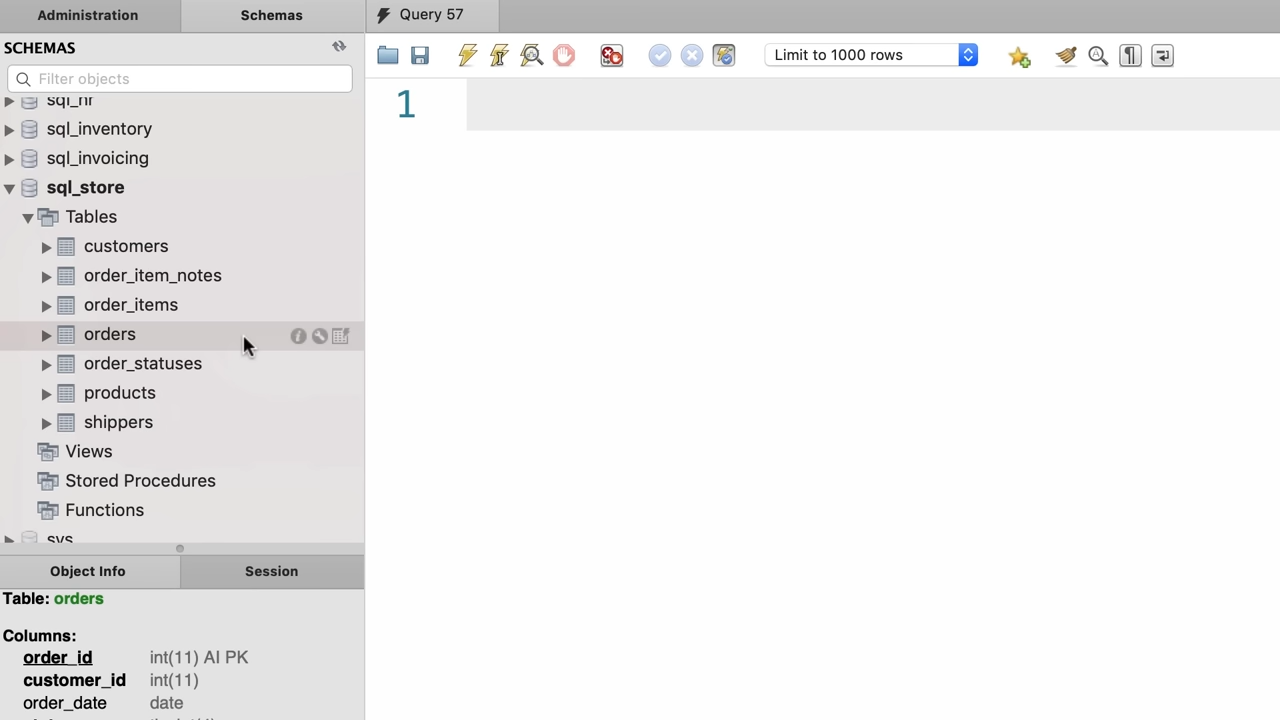 Administration
Schemas
Query 57
SCHEMAS
Filter objects
Limit to 1000 rows
1
sql_hr
sql_inventory
sql_invoicing
sql_store
Tables
customers
order_item_notes
order_items
orders
order_statuses
products
shippers
Views
Stored Procedures
Functions
sys
Object Info
Session
Table: orders
Columns:
order_id int(11) AI PK
customer_id int(11)
order_date date